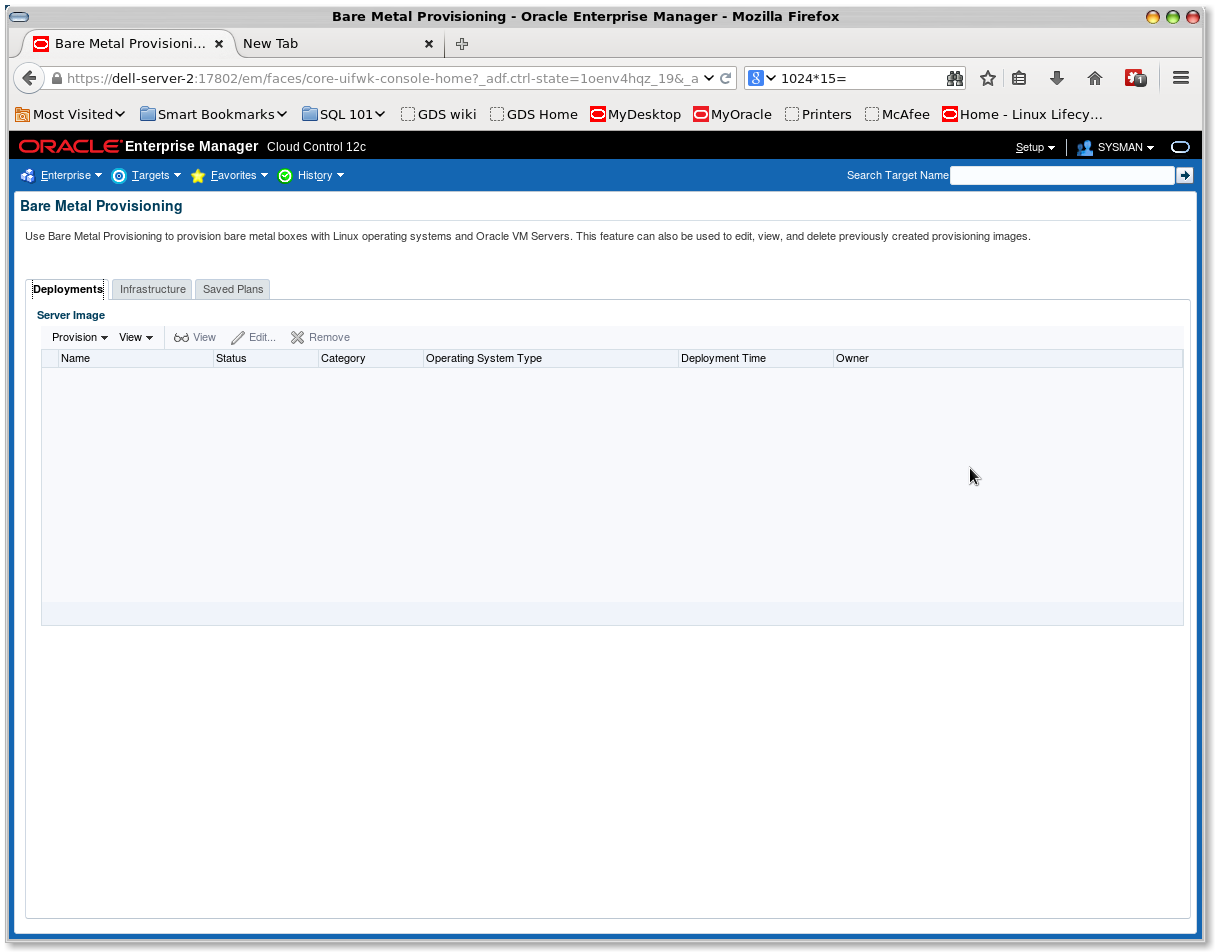 Bare Metal Provisioning - Oracle Enterprise Manager - Mozilla Firefox
Bare Metal Provisioni... New Tab
https://dell-server-2:17802/em/faces/core-uifwk-console-home?_adf.ctrl-state=1oenv4hqz_19&_a 8 1024*15= 1
Most Visited Smart Bookmarks SQL 101 GDS wiki GDS Home MyDesktop MyOracle Printers McAfee Home - Linux Lifecy...
ORACLE Enterprise Manager Cloud Control 12c Setup SYSMAN
Enterprise Targets Favorites History Search Target Name
Bare Metal Provisioning
Use Bare Metal Provisioning to provision bare metal boxes with Linux operating systems and Oracle VM Servers. This feature can also be used to edit, view, and delete previously created provisioning images.
Deployments Infrastructure Saved Plans
Server Image
Provision View View Edit... Remove
Name Status Category Operating System Type Deployment Time Owner